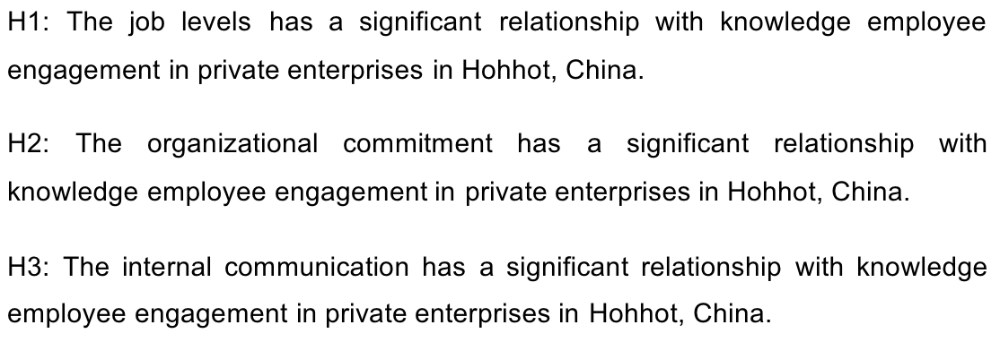 H1: The job levels has a significant relationship with knowledge employee
engagement in private enterprises in Hohhot, China.
H2: The organizational commitment has a significant relationship with
knowledge employee engagement in private enterprises in Hohhot, China.
H3: The internal communication has a significant relationship with knowledge
employee engagement in private enterprises in Hohhot, China.